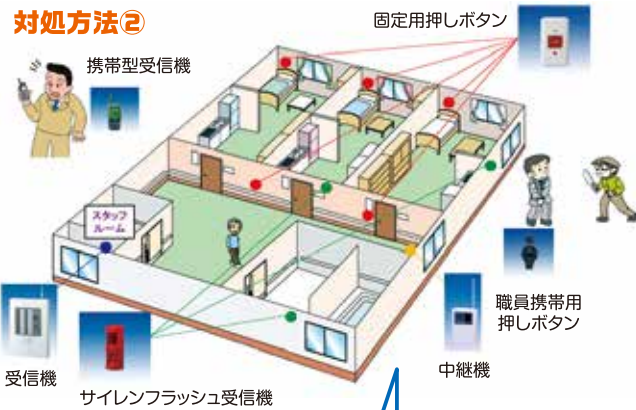 対処方法②
固定用押しボタン
携帯型受信機
スタッフ
ルーム
職員携帯用
押しボタン
中継機
受信機
サイレンフラッシュ受信機